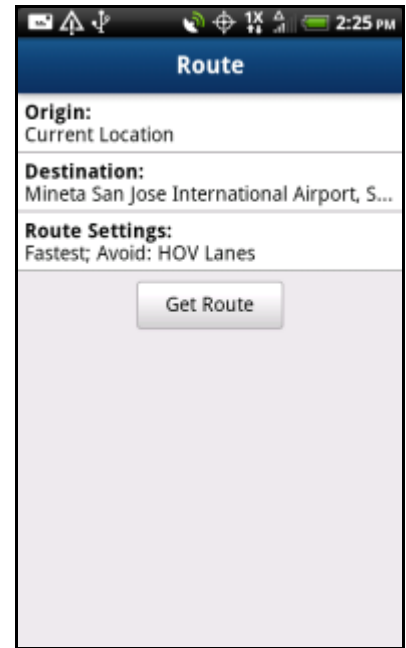 1X 2:25 PM
Route
Origin:
Current Location
Destination:
Mineta San Jose International Airport, S...
Route Settings:
Fastest; Avoid: HOV Lanes
Get Route